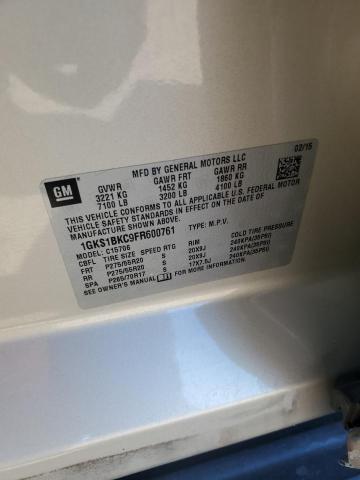 GM
MFD BY GENERAL MOTORS LLC
02/15
GVWR GAWR FRT GAWR RR
3221 KG 1452 KG 1860 KG
7100 LB 3200 LB 4100 LB
THIS VEHICLE CONFORMS TO ALL APPLICABLE U.S. FEDERAL MOTOR
VEHICLE SAFETY AND THEFT PREVENTION STANDARDS IN EFFECT ON THE DATE OF
MANUFACTURE SHOWN ABOVE.
1GKS1BKC9FR600761 TYPE: M.P.V.
MODEL: C15706
CBFL TIRE SIZE SPEED RTG RIM COLD TIRE PRESSURE
FRT P275/55R20 S 20X9J 240KPA(35PSI)
RR P275/55R20 S 20X9J 240KPA(35PSI)
SPA P265/70R17 S 17X7.5J 240KPA(35PSI)
SEE OWNER'S MANUAL FOR MORE INFORMATION.